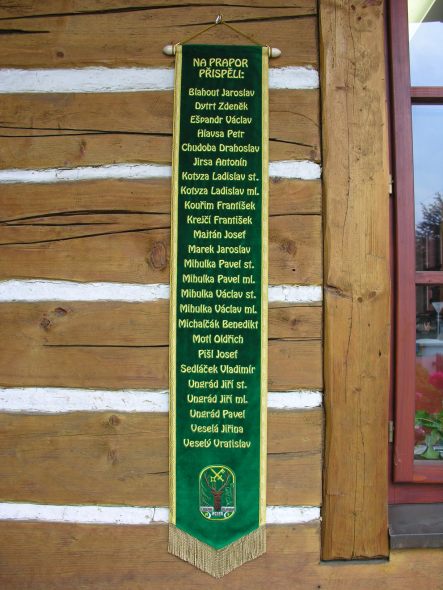 NA PRAPOR
PŘISPĚLI:
Blahout Jaroslav
Dytrt Zdeněk
Ešpandr Václav
Hlavsa Petr
Chudoba Drahoslav
Jirsa Antonín
Kotyza Ladislav st.
Kotyza Ladislav ml.
Kouřim František
Krejčí František
Majtán Josef
Marek Jaroslav
Mihulka Pavel st.
Mihulka Pavel ml.
Mihulka Václav st.
Mihulka Václav ml.
Michalčák Benedikt
Motl Oldřich
Pišl Josef
Sedláček Vladimír
Ungrád Jiří st.
Ungrád Jiří ml.
Ungrád Pavel
Veselá Jiřina
Veselý Vratislav